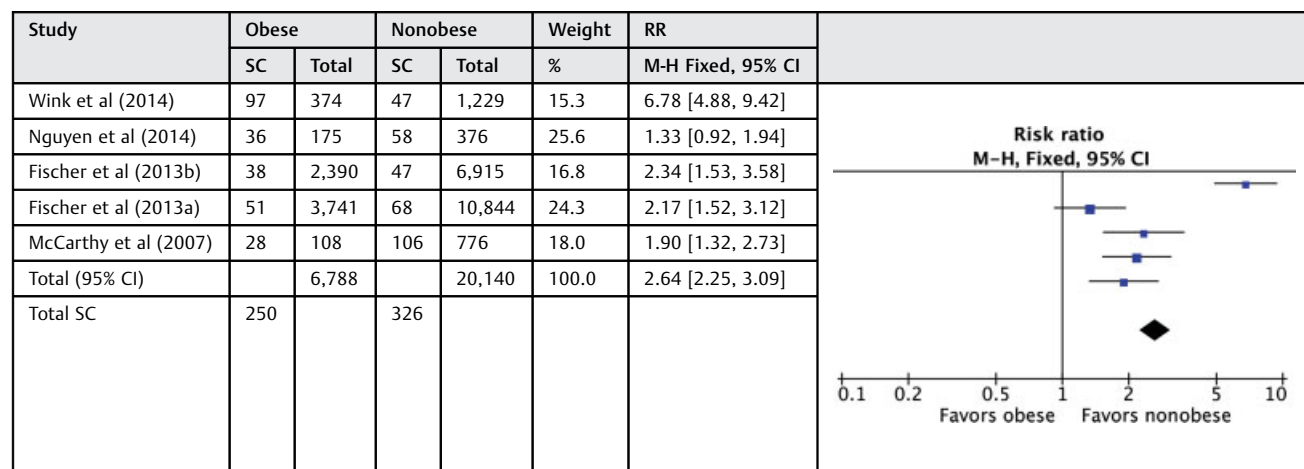 Study Obese Nonobese Weight RR
SC Total SC Total % M-H Fixed, 95% CI
Wink et al (2014) 97 374 47 1,229 15.3 6.78 [4.88, 9.42]
Nguyen et al (2014) 36 175 58 376 25.6 1.33 [0.92, 1.94]
Fischer et al (2013b) 38 2,390 47 6,915 16.8 2.34 [1.53, 3.58]
Fischer et al (2013a) 51 3,741 68 10,844 24.3 2.17 [1.52, 3.12]
McCarthy et al (2007) 28 108 106 776 18.0 1.90 [1.32, 2.73]
Total (95% CI) 6,788 20,140 100.0 2.64 [2.25, 3.09]
Total SC 250 326
Risk ratio
M–H, Fixed, 95% CI
0.1 0.2 0.5 1 2 5 10
Favors obese Favors nonobese